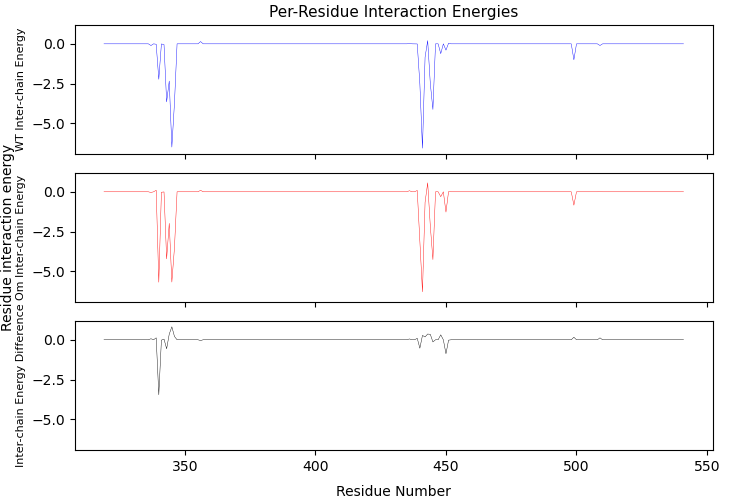 Per-Residue Interaction Energies
WT Inter-chain Energy
0.0
−2.5
−5.0
Residue interaction energy
Om Inter-chain Energy
0.0
−2.5
−5.0
Inter-chain Energy Difference
0.0
−2.5
−5.0
350 400 450 500 550
Residue Number